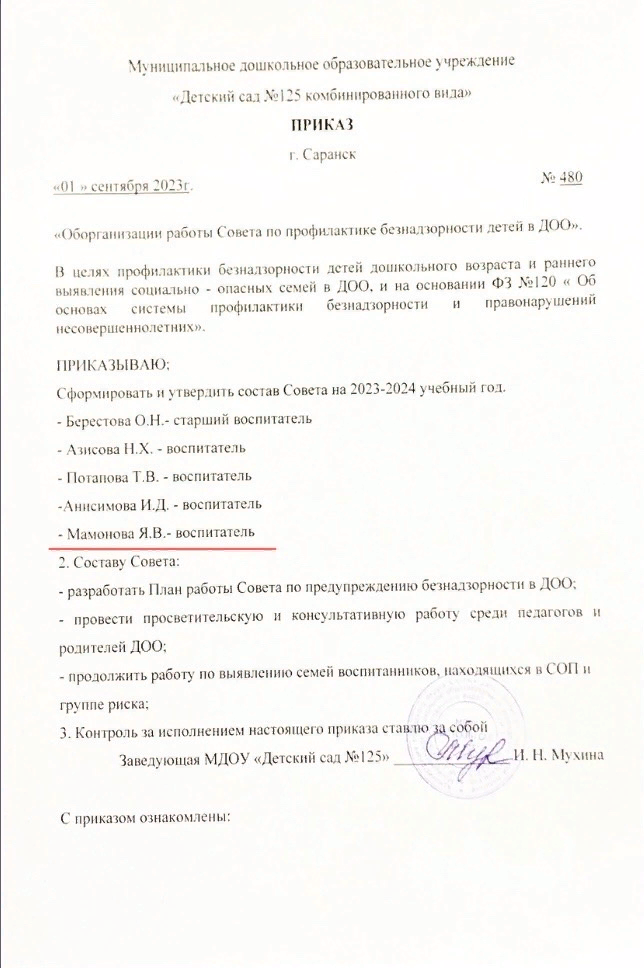 Муниципальное дошкольное образовательное учреждение
«Детский сад №125 комбинированного вида»
ПРИКАЗ
г. Саранск
«01 » сентября 2023г.
№ 480
«Оборганизации работы Совета по профилактике безнадзорности детей в ДОО».
В целях профилактики безнадзорности детей дошкольного возраста и раннего
выявления социально - опасных семей в ДОО, и на основании ФЗ №120 « Об
основах системы профилактики безнадзорности и правонарушений
несовершеннолетних».
ПРИКАЗЫВАЮ;
Сформировать и утвердить состав Совета на 2023-2024 учебный год.
- Берестова О.Н.- старший воспитатель
- Азисова Н.Х. - воспитатель
- Потапова Т.В. - воспитатель
-Анисимова И.Д. - воспитатель
- Мамонова Я.В.- воспитатель
2. Составу Совета:
- разработать План работы Совета по предупреждению безнадзорности в ДОО;
- провести просветительскую и консультативную работу среди педагогов и
родителей ДОО;
- продолжить работу по выявлению семей воспитанников, находящихся в СОП и
группе риска;
3. Контроль за исполнением настоящего приказа ставлю за собой
Заведующая МДОУ «Детский сад №125» И. Н. Мухина
С приказом ознакомлены: